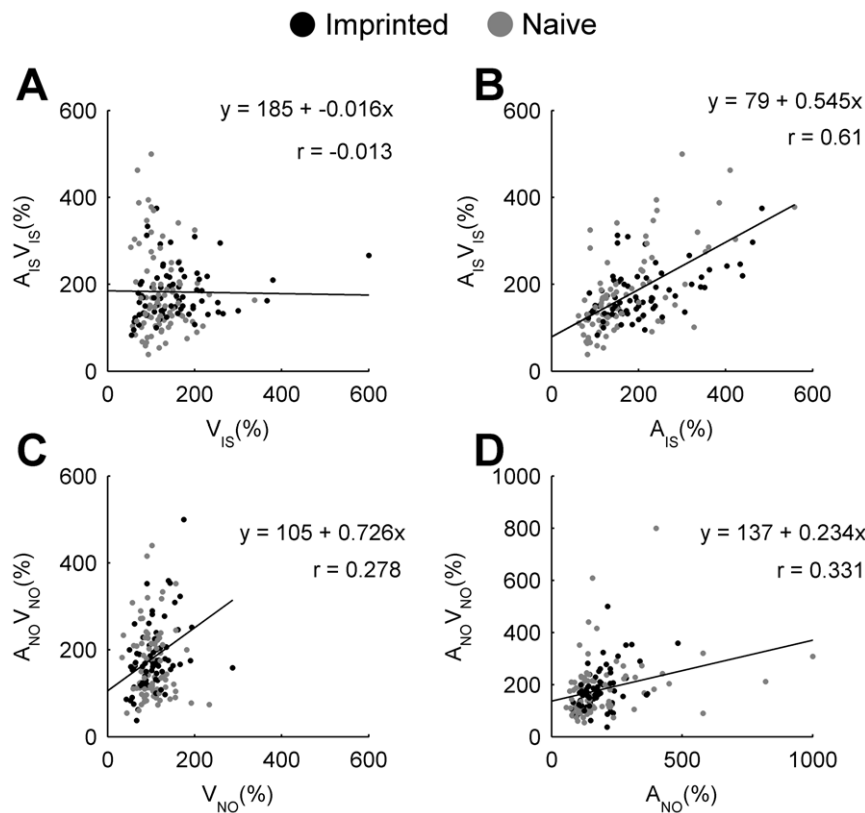 Imprinted Naive
A B
600
y = 185 + -0.016x
r = -0.013
400
200
0
A_IS V_IS(%)
0 200 400 600
V_IS(%)
600
y = 79 + 0.545x
r = 0.61
400
200
0
A_IS V_IS(%)
0 200 400 600
A_IS(%)
C D
600
y = 105 + 0.726x
r = 0.278
400
200
0
A_NO V_NO(%)
0 200 400 600
V_NO(%)
1000
800
y = 137 + 0.234x
r = 0.331
600
400
200
0
A_NO V_NO(%)
0 500 1000
A_NO(%)